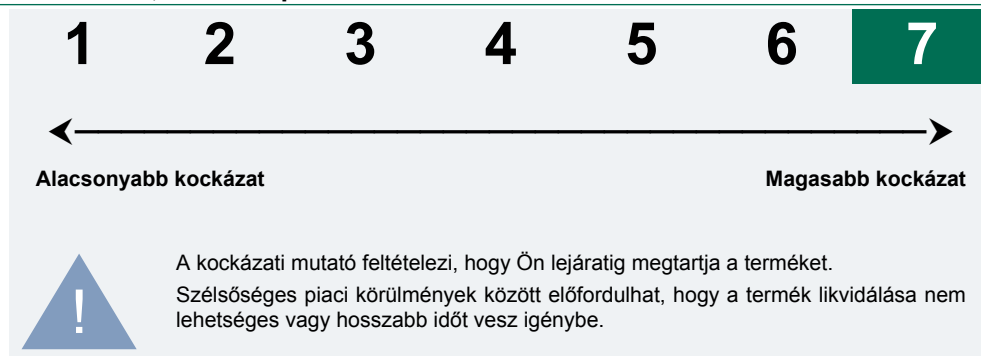 1 2 3 4 5 6 7
Alacsonyabb kockázat Magasabb kockázat
A kockázati mutató feltételezi, hogy Ön lejáratig megtartja a terméket.
Szélsőséges piaci körülmények között előfordulhat, hogy a termék likvidálása nem
lehetséges vagy hosszabb időt vesz igénybe.
!